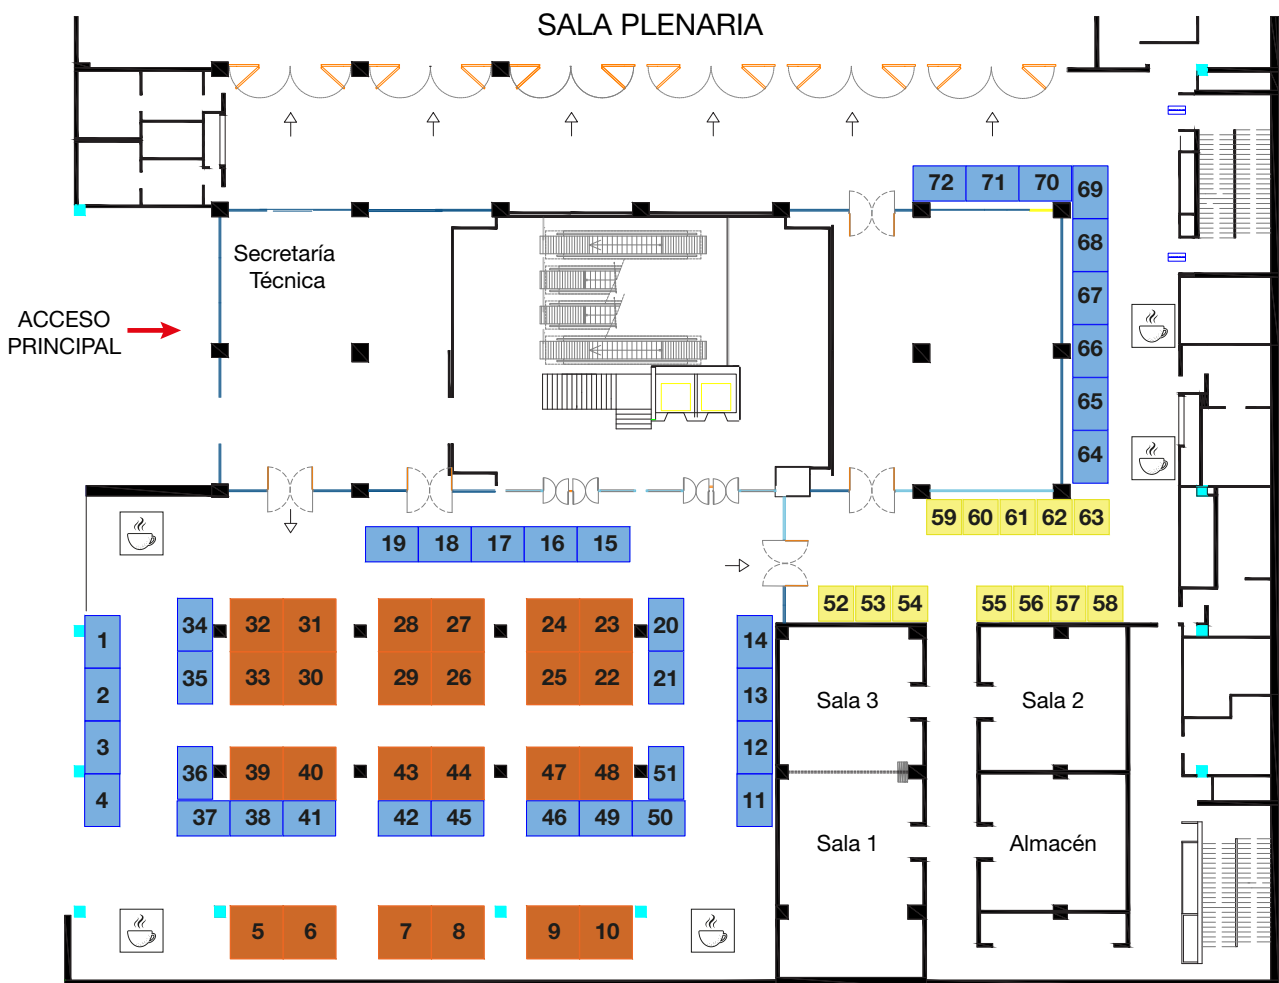 SALA PLENARIA
72 71 70 69
68
67
66
65
64
Secretaría
Técnica
ACCESO
PRINCIPAL
59 60 61 62 63
19 18 17 16 15
52 53 54
55 56 57 58
1
2
3
4
34 32 31 28 27 24 23 20
35 33 30 29 26 25 22 21
36 39 40 43 44 47 48 51
37 38 41 42 45 46 49 50
5 6 7 8 9 10
14
13
12
11
Sala 3
Sala 2
Sala 1
Almacén